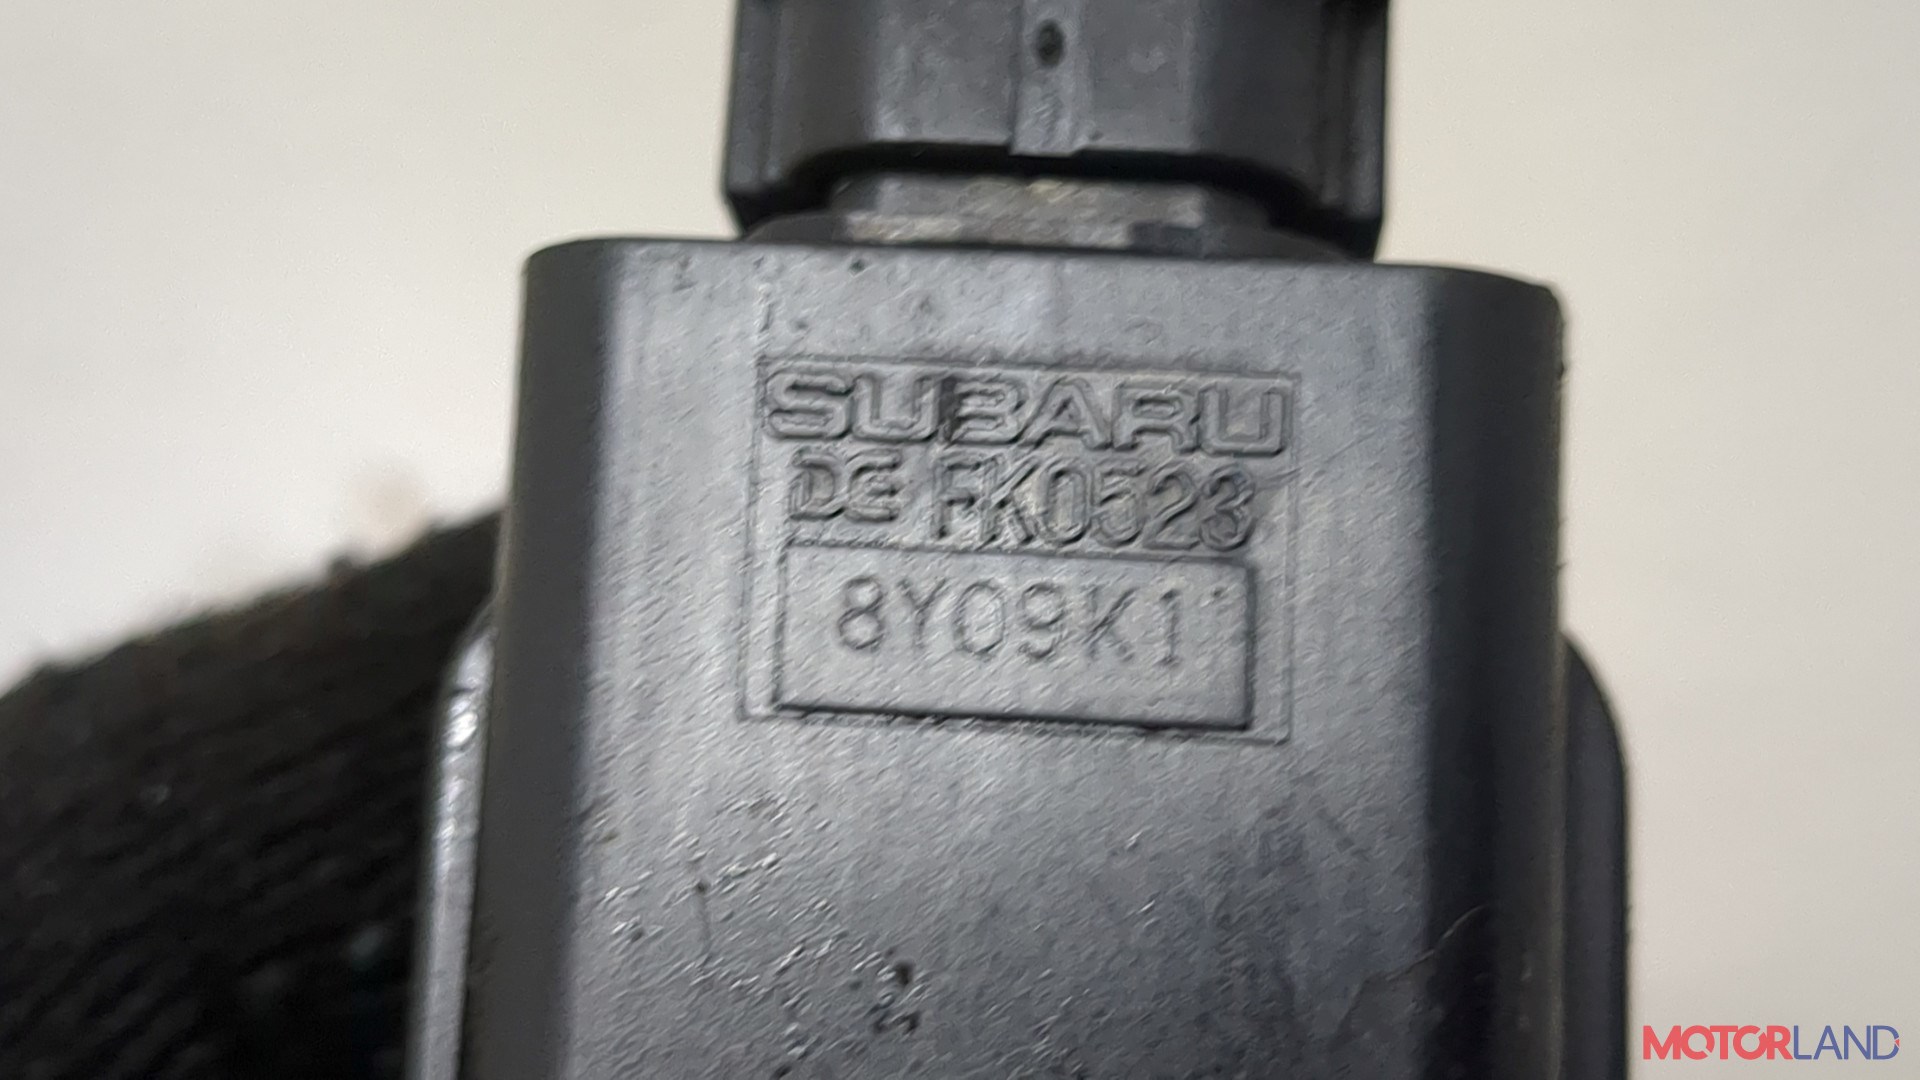 SUBARU
DE FK0523
8Y09K1
MOTORLAND